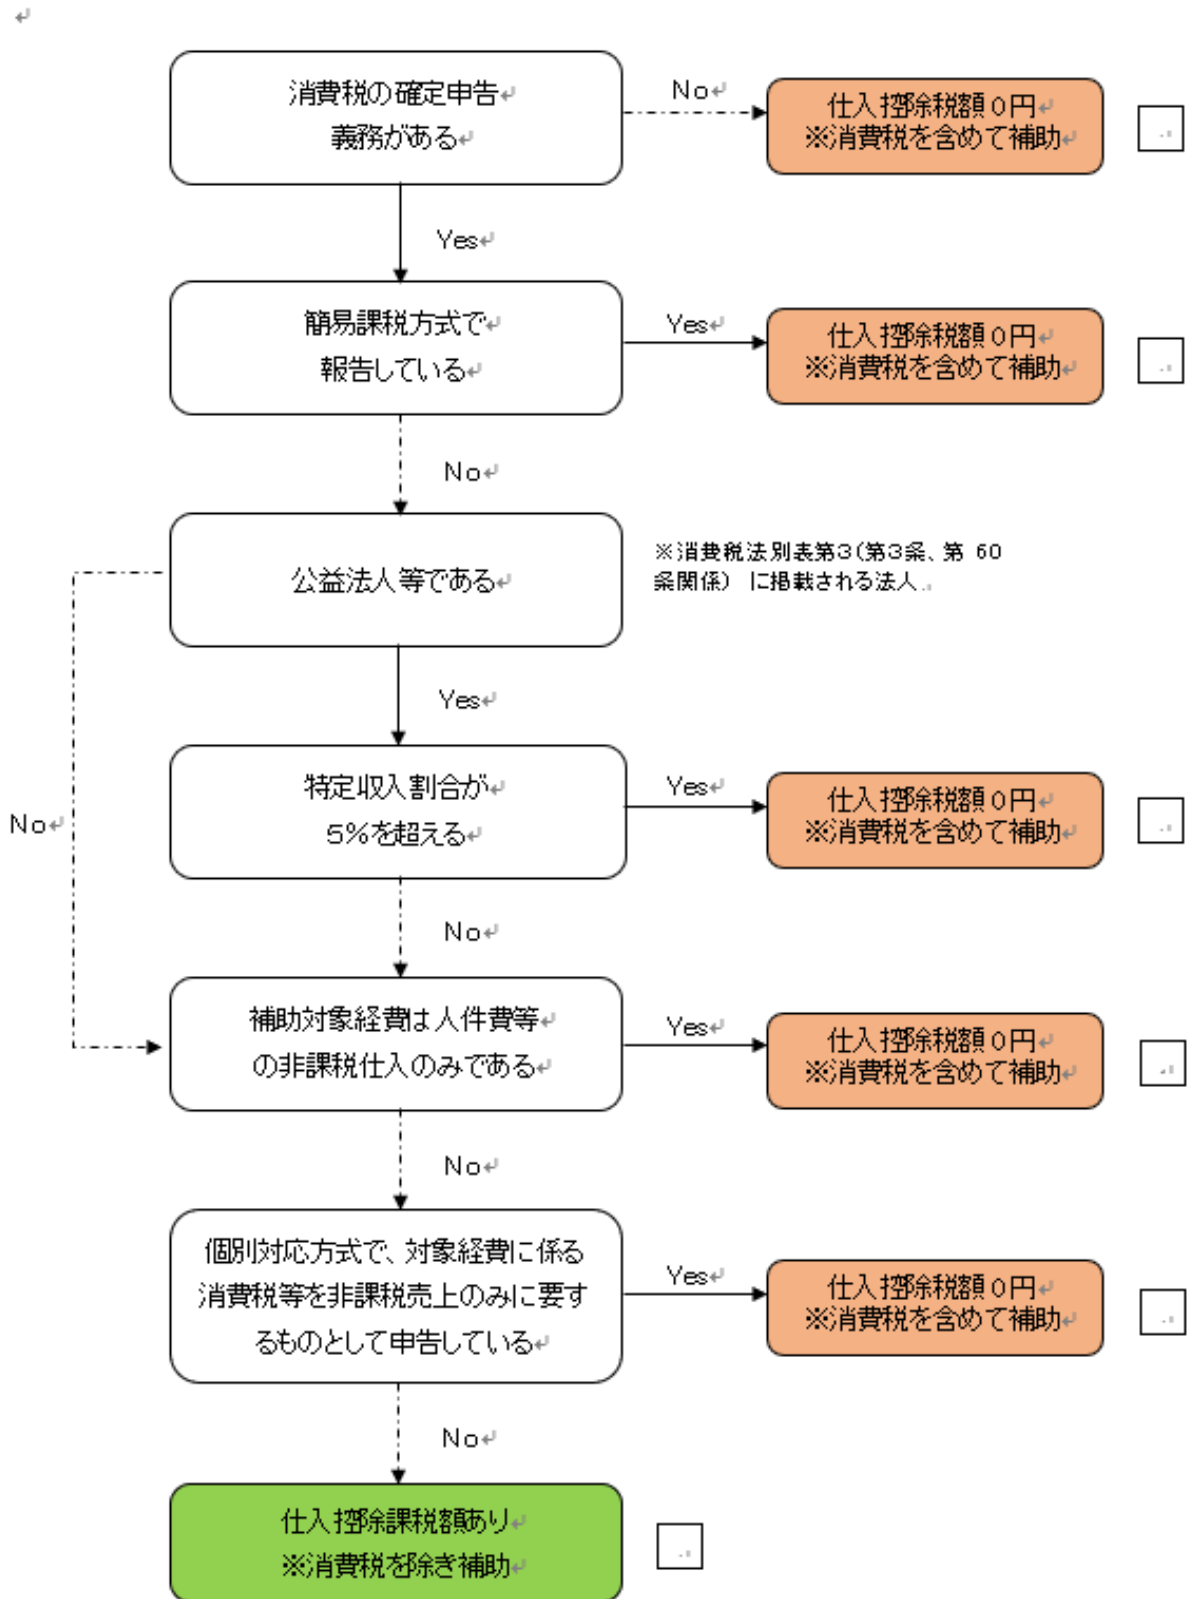 消費税の確定申告
義務がある
No
仕入控除税額０円
※消費税を含めて補助
Yes
簡易課税方式で
報告している
Yes
仕入控除税額０円
※消費税を含めて補助
No
公益法人等である
※消費税法別表第３（第３条、第 60
条関係） に掲載される法人
Yes
特定収入割合が
５％を超える
Yes
仕入控除税額０円
※消費税を含めて補助
No
No
補助対象経費は人件費等
の非課税仕入のみである
Yes
仕入控除税額０円
※消費税を含めて補助
No
個別対応方式で、対象経費に係る
消費税等を非課税売上のみに要す
るものとして申告している
Yes
仕入控除税額０円
※消費税を含めて補助
No
仕入控除課税額あり
※消費税を除き補助